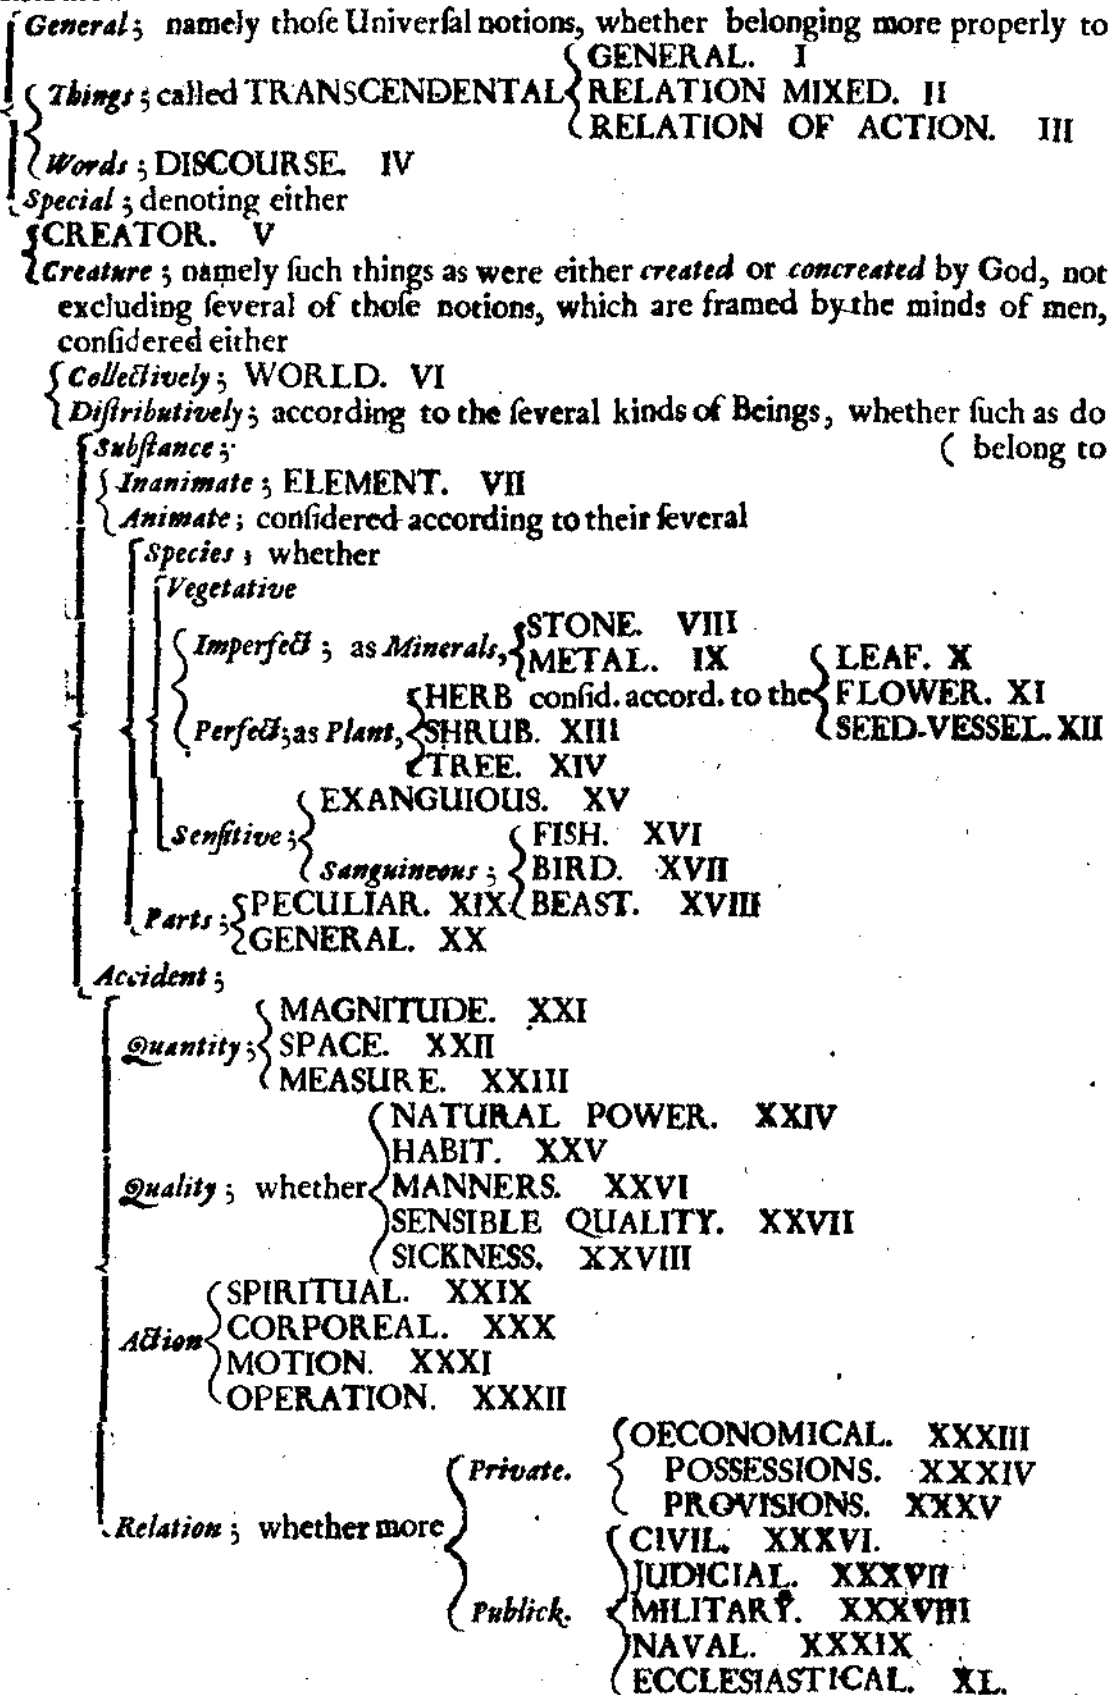 General; namely thoſe Univerſal notions, whether belonging more properly to
GENERAL. I
Things; called TRANSCENDENTAL RELATION MIXED. II
RELATION OF ACTION. III
Words; DISCOURSE. IV
Special; denoting either
CREATOR. V
Creature; namely ſuch things as were either created or concreated by God, not
excluding ſeveral of thoſe notions, which are framed by the minds of men,
conſidered either
Collectively; WORLD. VI
Diſtributively; according to the ſeveral kinds of Beings, whether ſuch as do
Subſtance; ( belong to
Inanimate; ELEMENT. VII
Animate; conſidered according to their ſeveral
Species; whether
Vegetative
STONE. VIII
Imperfect; as Minerals,
METAL. IX LEAF. X
HERB conſid. accord. to the FLOWER. XI
Perfect; as Plant, SHRUB. XIII SEED-VESSEL. XII
TREE. XIV
EXANGUIOUS. XV
Senſitive; FISH. XVI
Sanguineous; BIRD. XVII
Parts; PECULIAR. XIX BEAST. XVIII
GENERAL. XX
Accident;
MAGNITUDE. XXI
Quantity; SPACE. XXII
MEASURE. XXIII
NATURAL POWER. XXIV
HABIT. XXV
Quality; whether MANNERS. XXVI
SENSIBLE QUALITY. XXVII
SICKNESS. XXVIII
SPIRITUAL. XXIX
Action CORPOREAL. XXX
MOTION. XXXI
OPERATION. XXXII
OECONOMICAL. XXXIII
Private. POSSESSIONS. XXXIV
PROVISIONS. XXXV
Relation; whether more
CIVIL. XXXVI.
JUDICIAL. XXXVII
Publick. MILITARY. XXXVIII
NAVAL. XXXIX
ECCLESIASTICAL. XL.